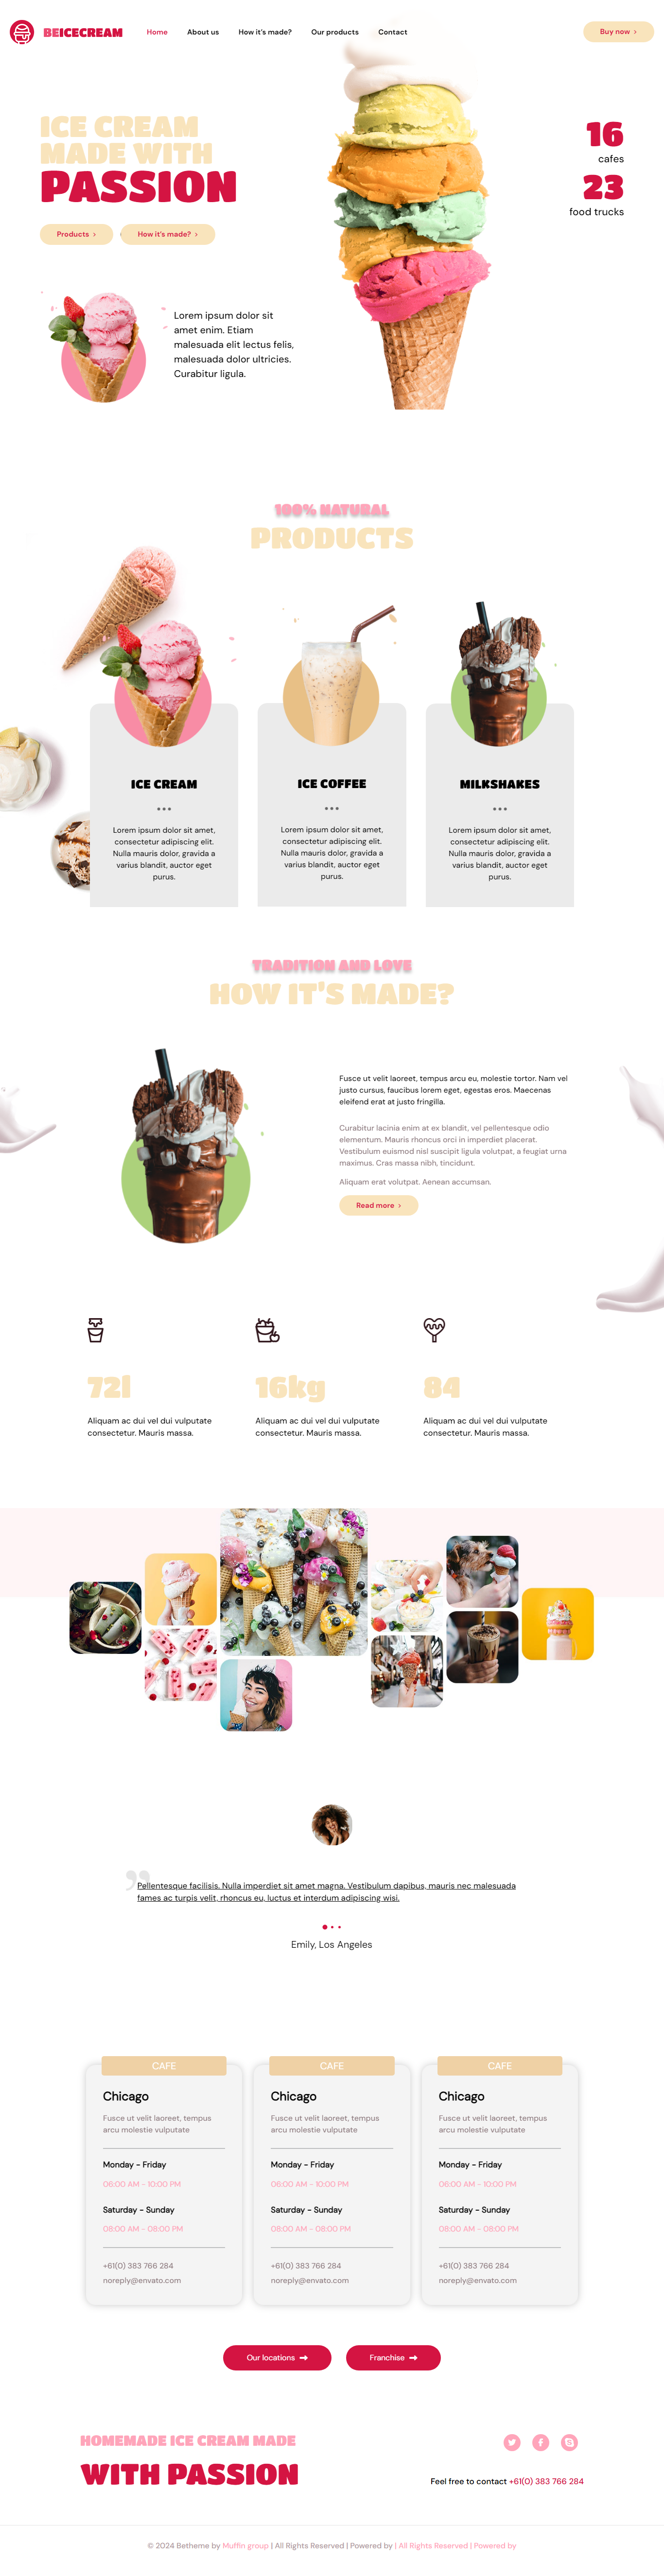 BEICECREAM
Home
About us
How it's made?
Our products
Contact
Buy now >
ICE CREAM
MADE WITH
PASSION
16
cafes
23
food trucks
Products >
How it's made? >
Lorem ipsum dolor sit
amet enim. Etiam
malesuada elit lectus felis,
malesuada dolor ultricies.
Curabitur ligula.
100% NATURAL
PRODUCTS
ICE CREAM
Lorem ipsum dolor sit amet,
consectetur adipiscing elit.
Nulla mauris dolor, gravida a
varius blandit, auctor eget
purus.
ICE COFFEE
Lorem ipsum dolor sit amet,
consectetur adipiscing elit.
Nulla mauris dolor, gravida a
varius blandit, auctor eget
purus.
MILKSHAKES
Lorem ipsum dolor sit amet,
consectetur adipiscing elit.
Nulla mauris dolor, gravida a
varius blandit, auctor eget
purus.
TRADITION AND LOVE
HOW IT'S MADE?
Fusce ut velit laoreet, tempus arcu eu, molestie tortor. Nam vel
justo cursus, faucibus lorem eget, egestas eros. Maecenas
eleifend erat at justo fringilla.
Curabitur lacinia enim at ex blandit, vel pellentesque odio
elementum. Mauris rhoncus orci in imperdiet placerat.
Vestibulum euismod nisl suscipit ligula volutpat, a feugiat urna
maximus. Cras massa nibh, tincidunt.
Aliquam erat volutpat. Aenean accumsan.
Read more >
72l
Aliquam ac dui vel dui vulputate
consectetur. Mauris massa.
16kg
Aliquam ac dui vel dui vulputate
consectetur. Mauris massa.
84
Aliquam ac dui vel dui vulputate
consectetur. Mauris massa.
Pellentesque facilisis. Nulla imperdiet sit amet magna. Vestibulum dapibus, mauris nec malesuada
fames ac turpis velit, rhoncus eu, luctus et interdum adipiscing wisi.
Emily, Los Angeles
CAFE
Chicago
Fusce ut velit laoreet, tempus
arcu molestie vulputate
Monday - Friday
06:00 AM - 10:00 PM
Saturday - Sunday
08:00 AM - 08:00 PM
+61(0) 383 766 284
noreply@envato.com
CAFE
Chicago
Fusce ut velit laoreet, tempus
arcu molestie vulputate
Monday - Friday
06:00 AM - 10:00 PM
Saturday - Sunday
08:00 AM - 08:00 PM
+61(0) 383 766 284
noreply@envato.com
CAFE
Chicago
Fusce ut velit laoreet, tempus
arcu molestie vulputate
Monday - Friday
06:00 AM - 10:00 PM
Saturday - Sunday
08:00 AM - 08:00 PM
+61(0) 383 766 284
noreply@envato.com
Our locations
Franchise
HOMEMADE ICE CREAM MADE
WITH PASSION
Feel free to contact +61(0) 383 766 284
© 2024 Betheme by Muffin group | All Rights Reserved | Powered by | All Rights Reserved | Powered by